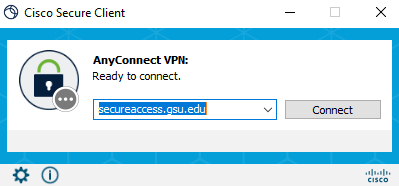 Cisco Secure Client
AnyConnect VPN:
Ready to connect.
secureaccess.gsu.edu
Connect
cisco